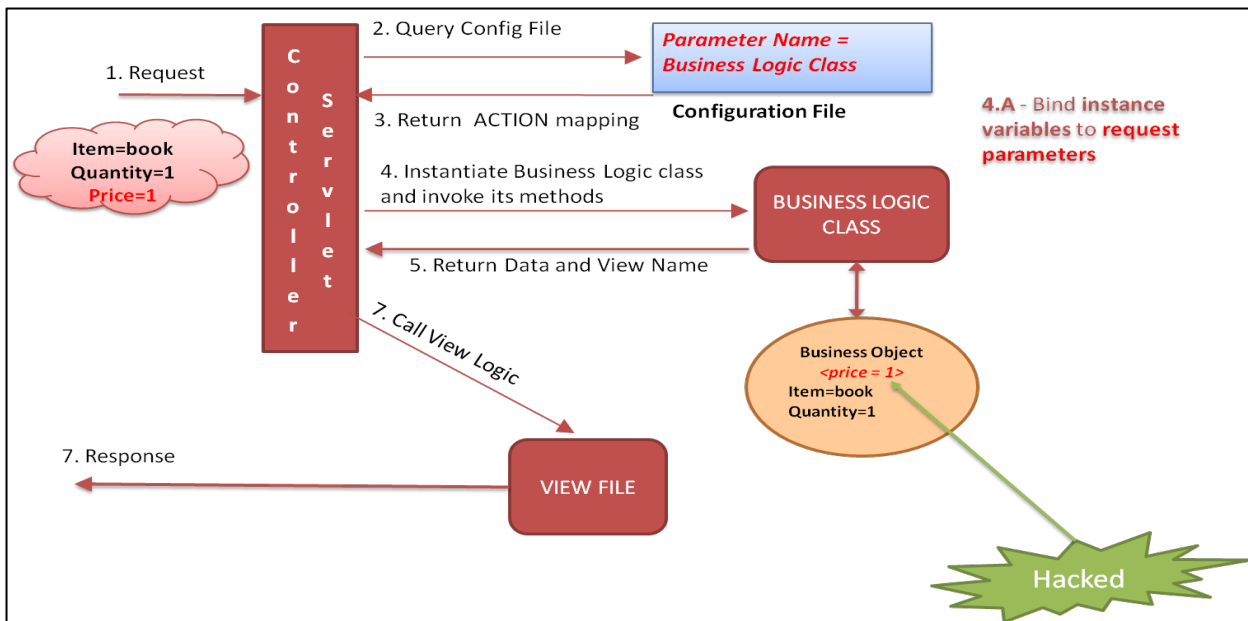 1. Request
Item=book
Quantity=1
Price=1
Controller
Servlet
2. Query Config File
Parameter Name =
Business Logic Class
Configuration File
3. Return  ACTION mapping
4. Instantiate Business Logic class
and invoke its methods
4.A - Bind instance
variables to request
parameters
BUSINESS LOGIC
CLASS
5. Return Data and View Name
Business Object
<price = 1>
Item=book
Quantity=1
7. Call View Logic
VIEW FILE
7. Response
Hacked